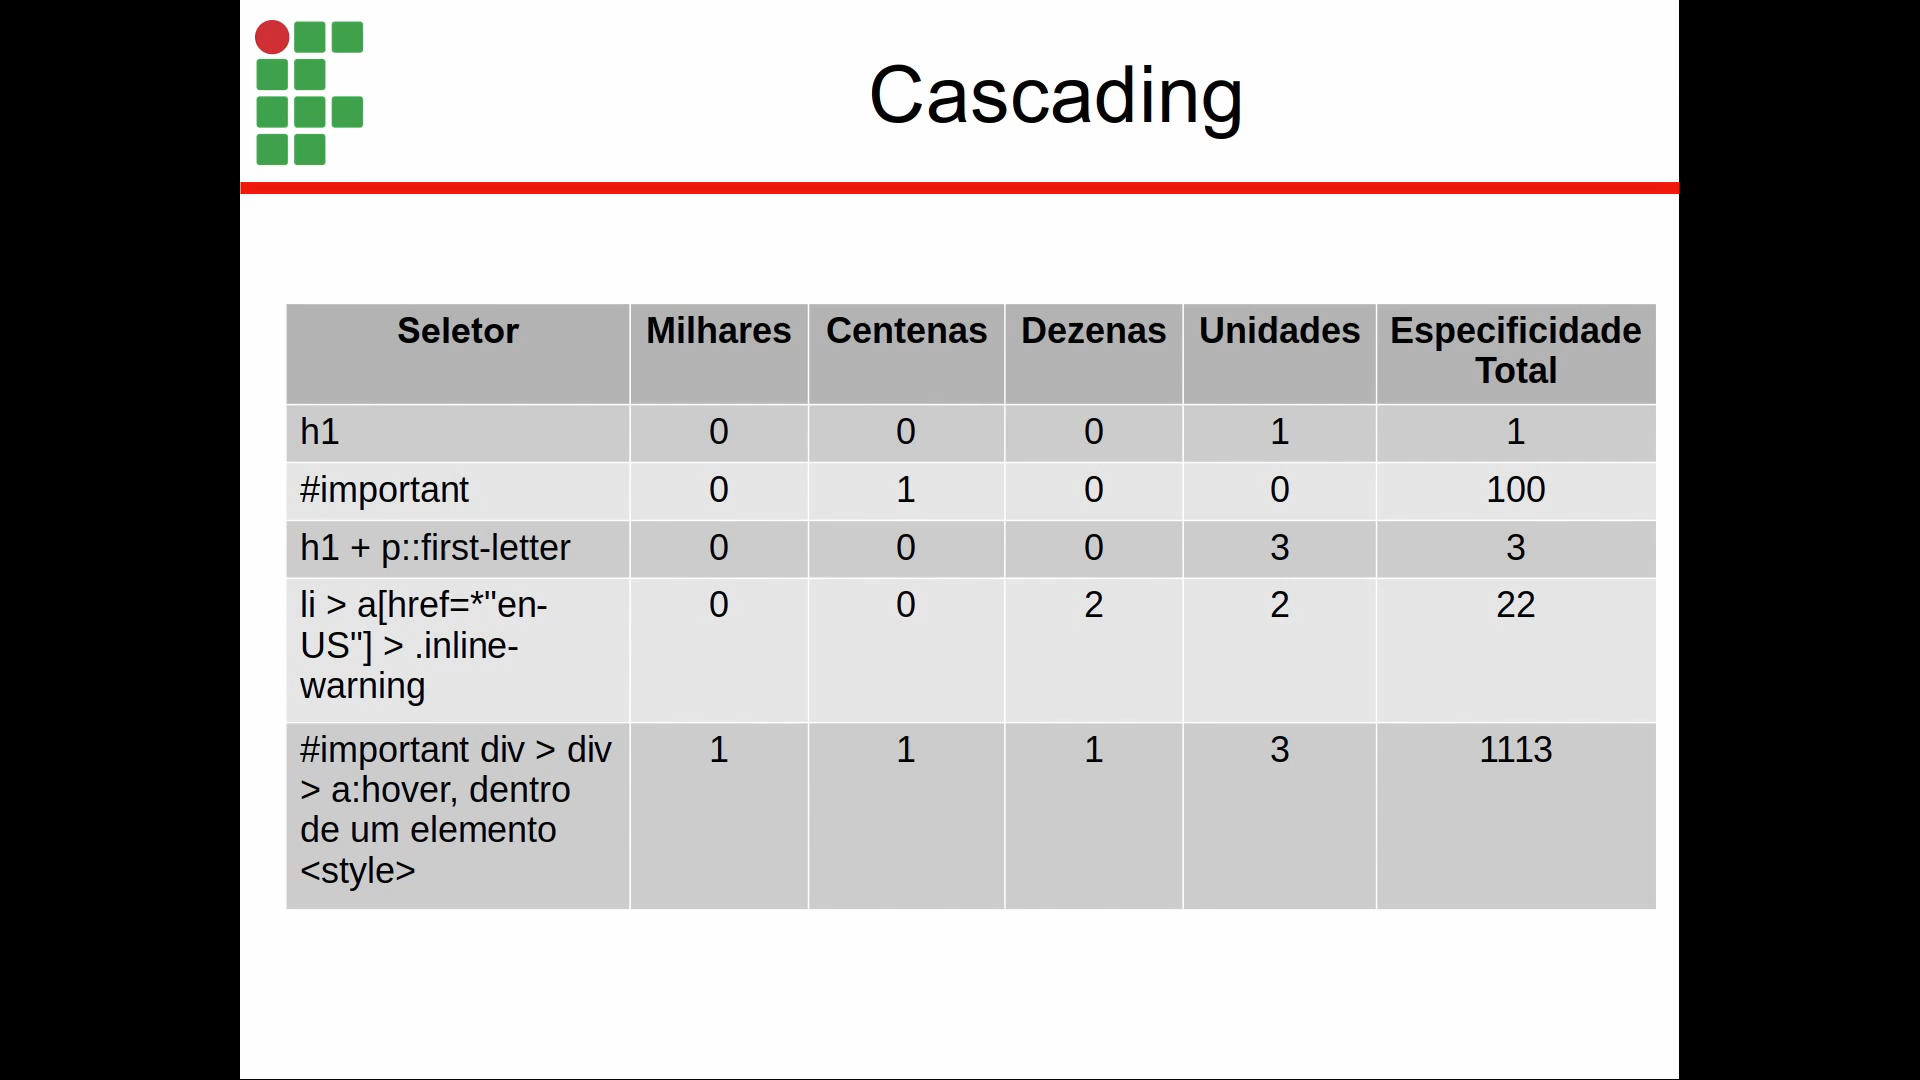 Cascading
Seletor Milhares Centenas Dezenas Unidades Especificidade
Total
h1 0 0 0 1 1
#important 0 1 0 0 100
h1 + p::first-letter 0 0 0 3 3
li > a[href=*"en- 0 0 2 2 22
US"] > .inline-
warning
#important div > div 1 1 1 3 1113
> a:hover, dentro
de um elemento
<style>